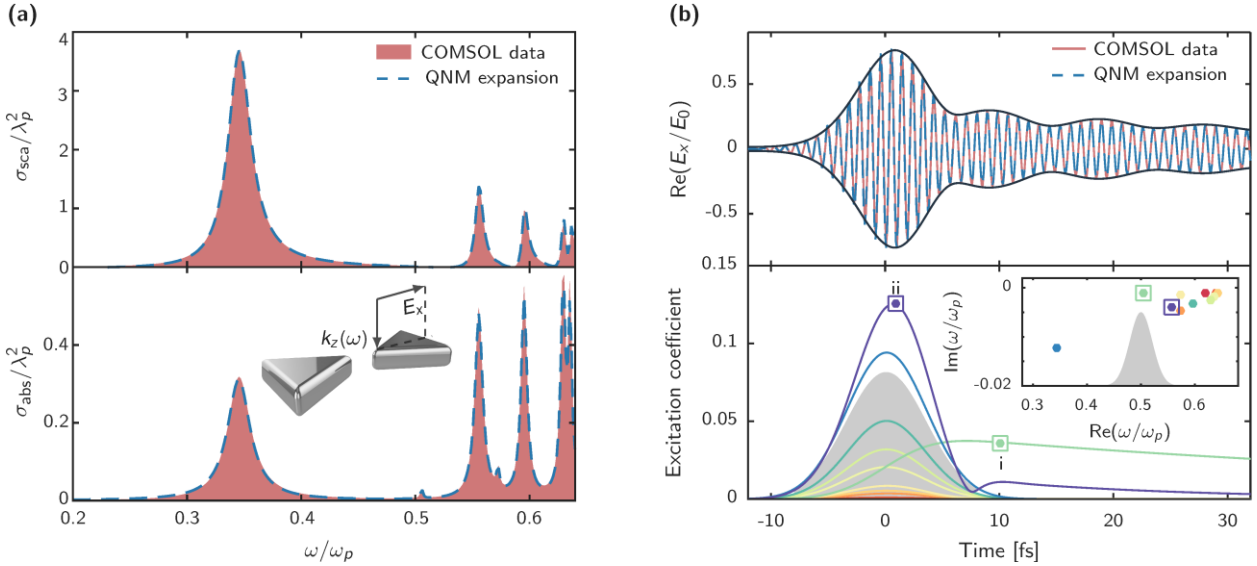 (a)
4
3
1
0
σsca/λp²
COMSOL data
QNM expansion
0.4
0.2
0
σabs/λp²
Ex
kz(ω)
0.2
0.3
0.4
0.5
0.6
ω/ωp
(b)
0.5
0
-0.5
Re(Ex/E0)
COMSOL data
QNM expansion
0.15
0.1
0.05
0
Excitation coefficient
ii
i
0
-0.02
Im(ω/ωp)
0.3
0.4
0.5
0.6
Re(ω/ωp)
-10
0
10
20
30
Time [fs]